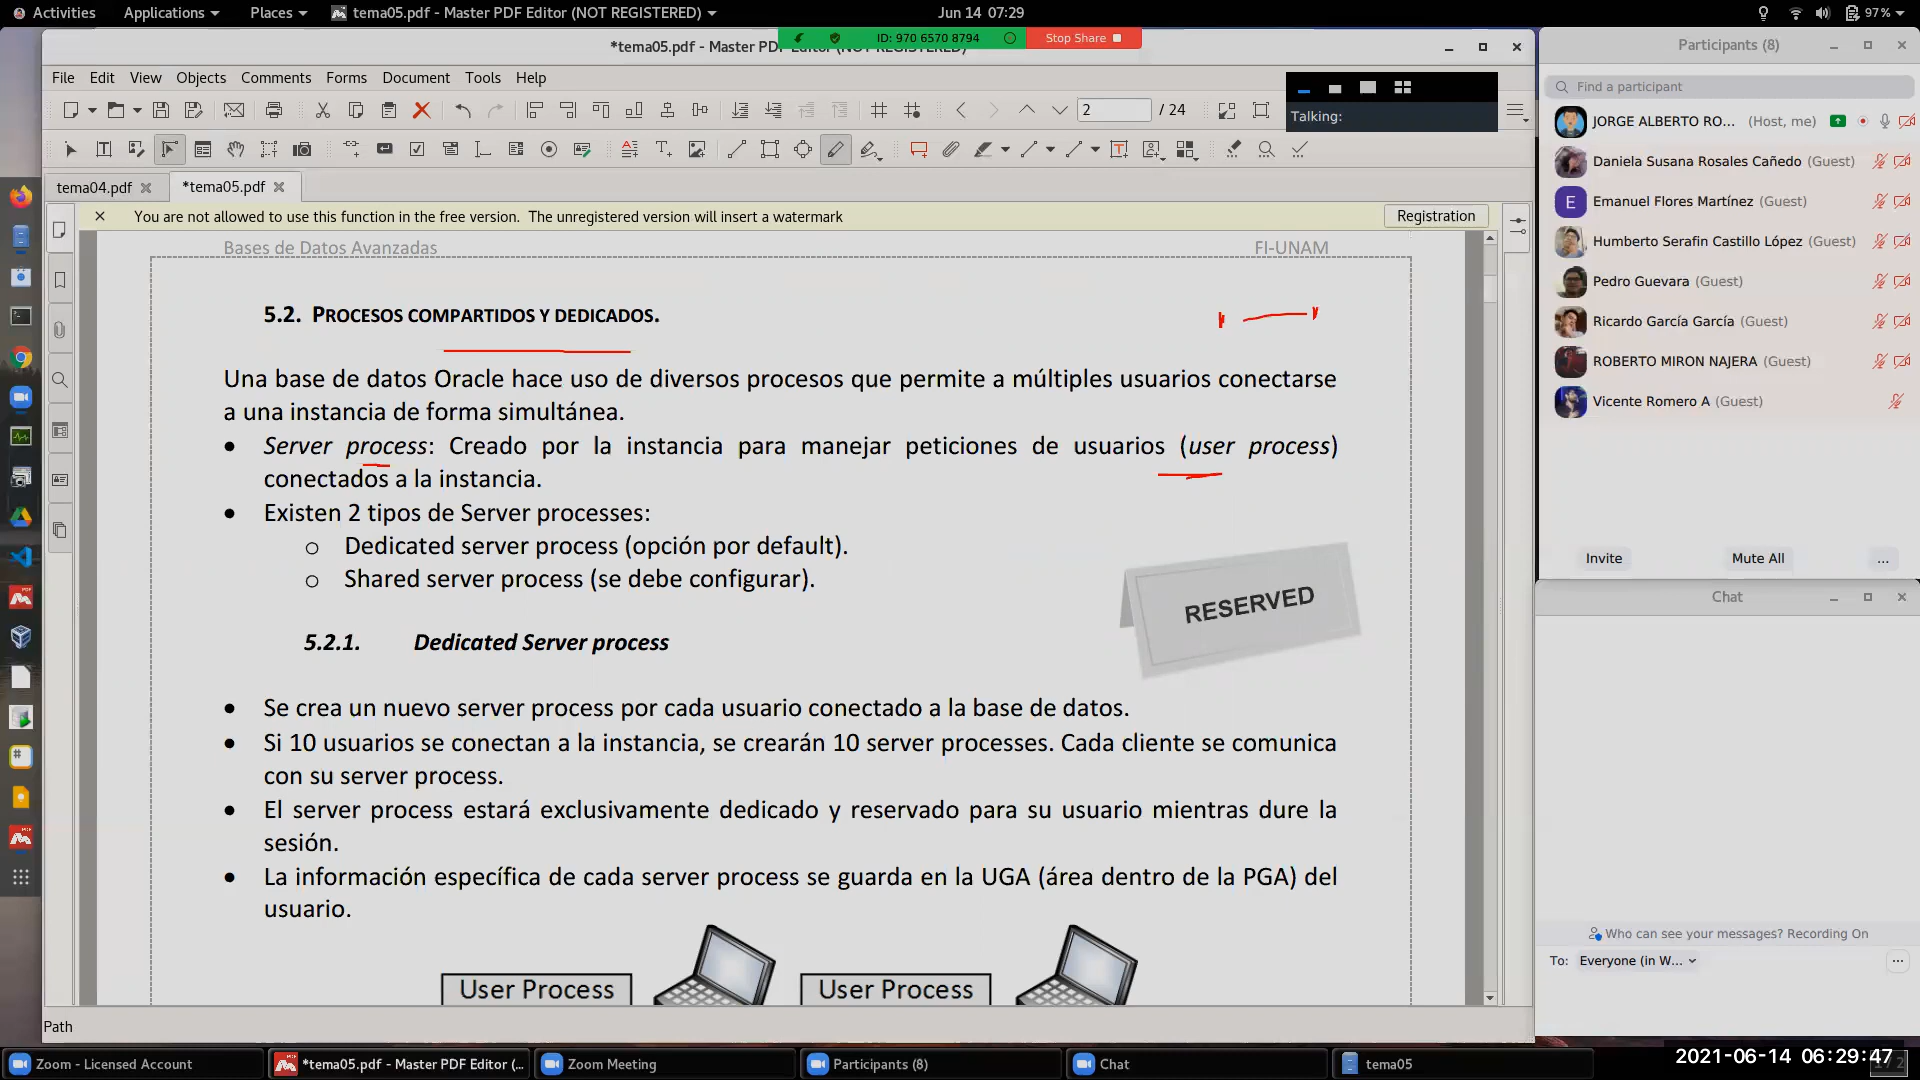 Activities
Applications
Places
tema05.pdf - Master PDF Editor (NOT REGISTERED)
Jun 14 07:29
97%
*tema05.pdf - Master PDF Editor (NOT REGISTERED)
ID: 970 6570 8794
Stop Share
File Edit View Objects Comments Forms Document Tools Help
2 / 24
Talking:
tema04.pdf
*tema05.pdf
You are not allowed to use this function in the free version. The unregistered version will insert a watermark
Registration
Bases de Datos Avanzadas
FI-UNAM
5.2. PROCESOS COMPARTIDOS Y DEDICADOS.
Una base de datos Oracle hace uso de diversos procesos que permite a múltiples usuarios conectarse
a una instancia de forma simultánea.
• Server process: Creado por la instancia para manejar peticiones de usuarios (user process)
conectados a la instancia.
• Existen 2 tipos de Server processes:
o Dedicated server process (opción por default).
o Shared server process (se debe configurar).
RESERVED
5.2.1. Dedicated Server process
• Se crea un nuevo server process por cada usuario conectado a la base de datos.
• Si 10 usuarios se conectan a la instancia, se crearán 10 server processes. Cada cliente se comunica
con su server process.
• El server process estará exclusivamente dedicado y reservado para su usuario mientras dure la
sesión.
• La información específica de cada server process se guarda en la UGA (área dentro de la PGA) del
usuario.
User Process
User Process
Path
Participants (8)
Find a participant
JORGE ALBERTO RO... (Host, me)
Daniela Susana Rosales Cañedo (Guest)
E
Emanuel Flores Martínez (Guest)
Humberto Serafin Castillo López (Guest)
Pedro Guevara (Guest)
Ricardo García García (Guest)
ROBERTO MIRON NAJERA (Guest)
Vicente Romero A (Guest)
Invite
Mute All
...
Chat
Who can see your messages? Recording On
To: Everyone (in W...
Zoom - Licensed Account
*tema05.pdf - Master PDF Editor (...
Zoom Meeting
Participants (8)
Chat
tema05
2021-06-14 06:29:47